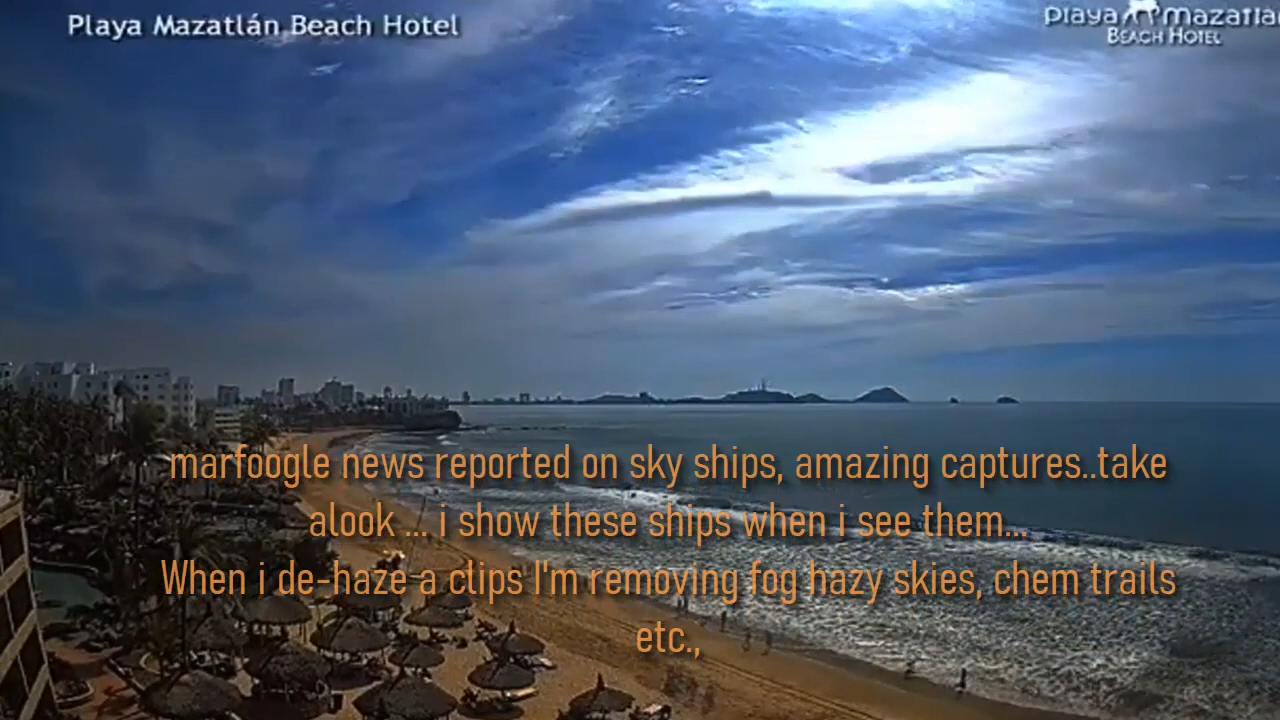 Playa Mazatlán Beach Hotel
playa mazatla
BEACH HOTEL
marfoogle news reported on sky ships, amazing captures..take
alook ... i show these ships when i see them...
When i de-haze a clips I'm removing fog hazy skies, chem trails
etc.,